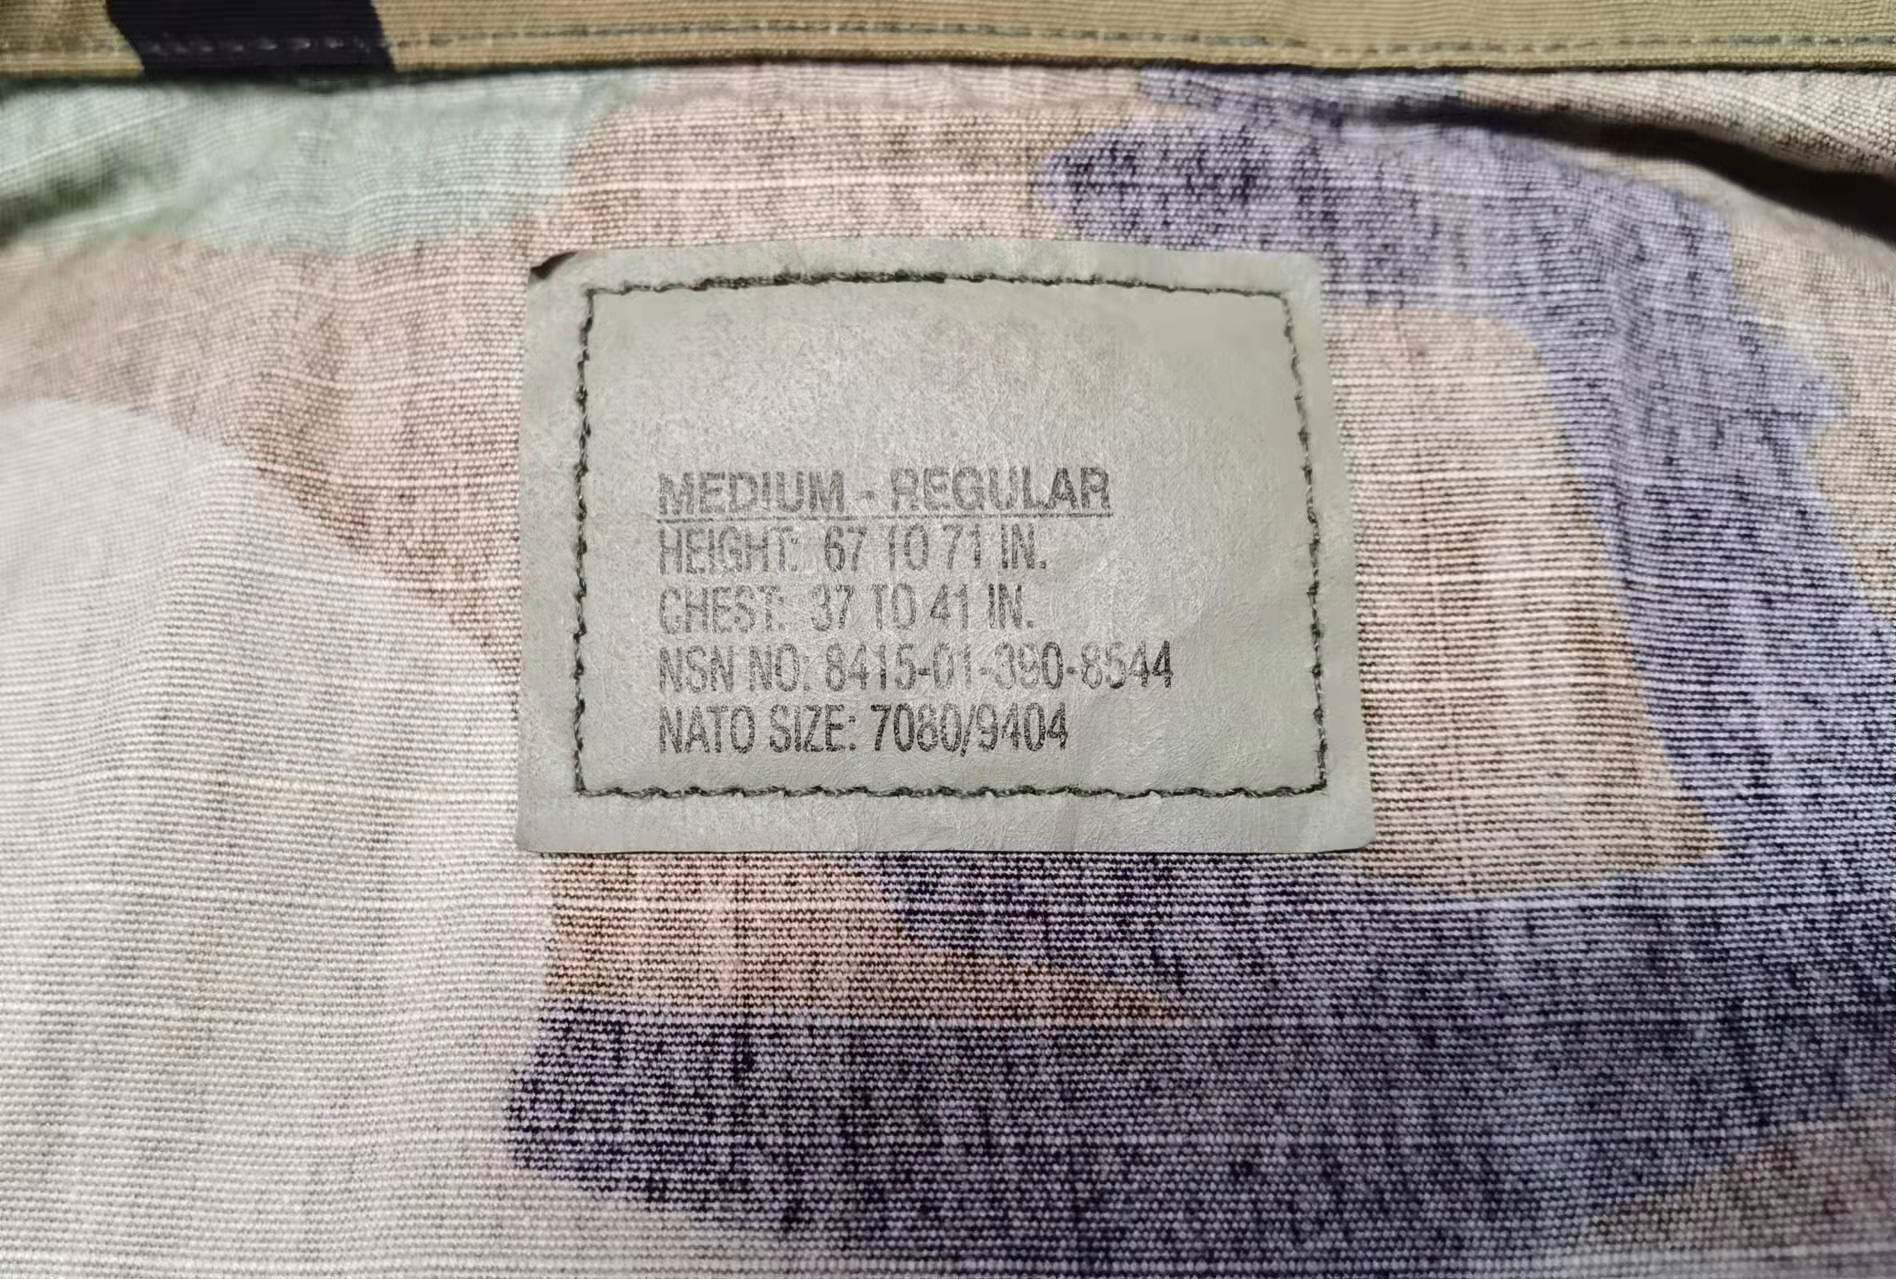 MEDIUM - REGULAR
HEIGHT: 67 TO 71 IN.
CHEST: 37 TO 41 IN.
NSN NO: 8415-01-390-8544
NATO SIZE: 7080/9404